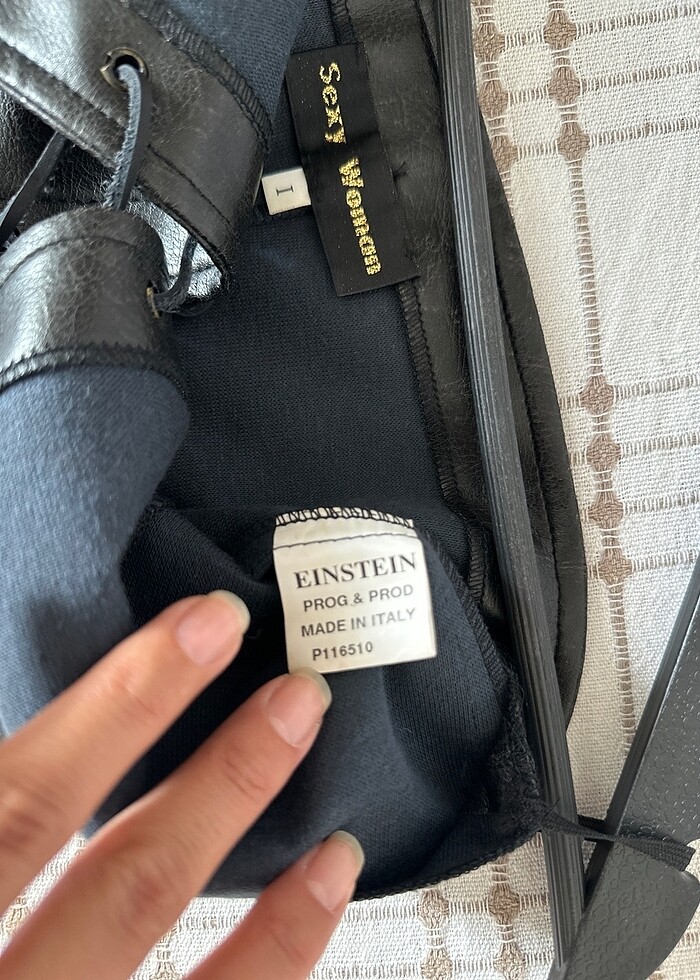 Sexy Woman
I
EINSTEIN
PROG & PROD
MADE IN ITALY
P116510